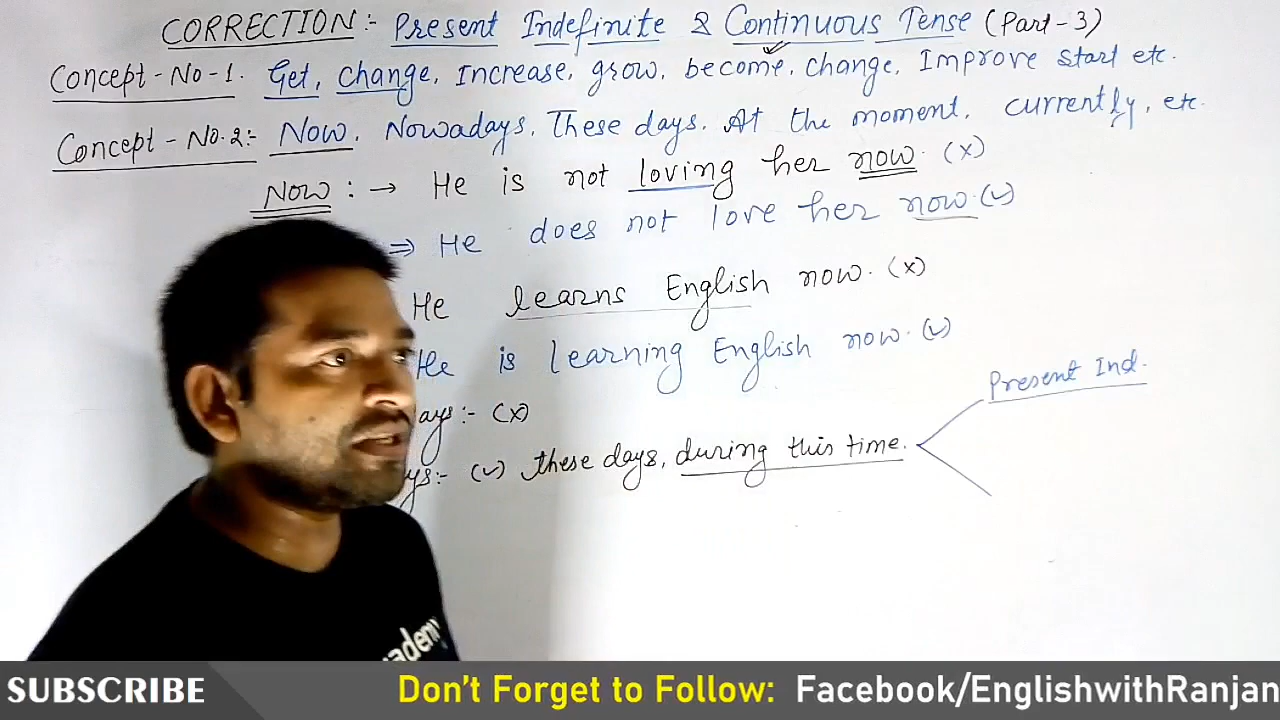 CORRECTION:- Present Indefinite & Continuous Tense (Part-3)
Concept-No-1. Get, change, Increase, grow, become, change, Improve start etc.
Concept-No.2:- Now, Nowadays, These days, At the moment, currently, etc.
Now :→ He is not loving her now. (x)
⇒ He does not love her now. (✓)
He learns English now. (x)
He is learning English now. (✓)
Present Ind.
ays:- (x)
ys:- (✓) these days, during this time.
ademy
SUBSCRIBE Don't Forget to Follow: Facebook/EnglishwithRanjan